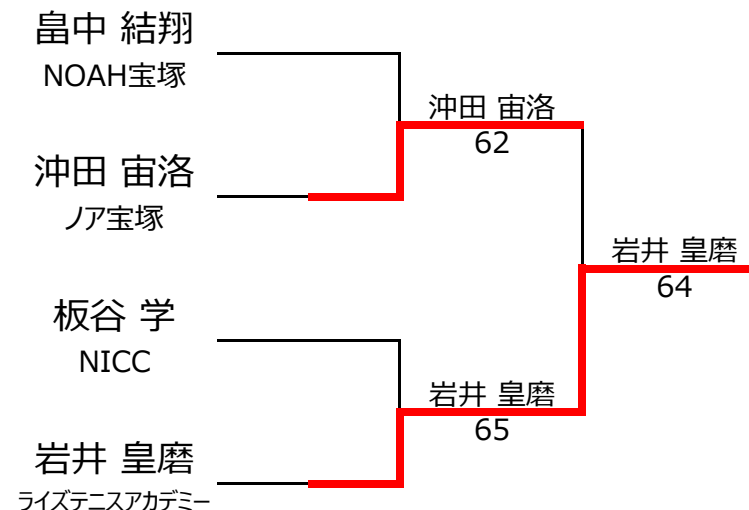 畠中 結翔
NOAH宝塚
沖田 宙洛
ノア宝塚
板谷 学
NICC
岩井 皇磨
ライズテニスアカデミー
沖田 宙洛
62
岩井 皇磨
65
岩井 皇磨
64